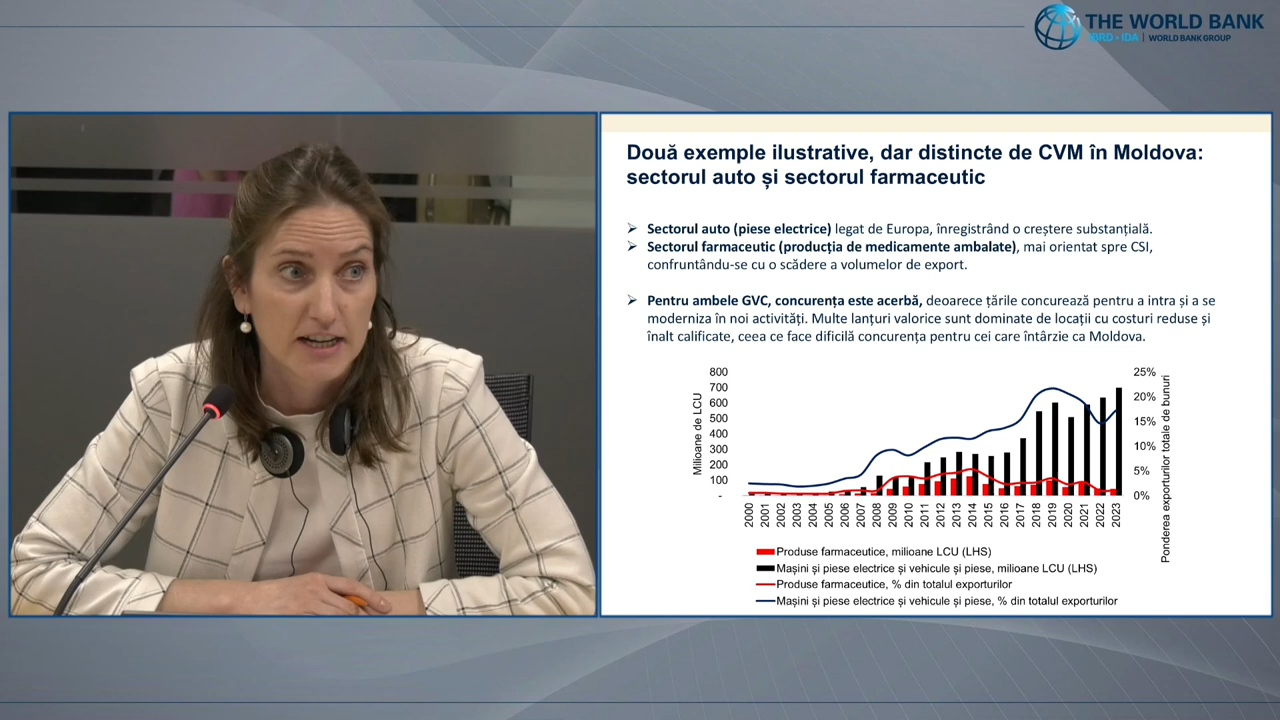 THE WORLD BANK
IBRD • IDA | WORLD BANK GROUP
Două exemple ilustrative, dar distincte de CVM în Moldova:
sectorul auto și sectorul farmaceutic
Sectorul auto (piese electrice) legat de Europa, înregistrând o creștere substanțială.
Sectorul farmaceutic (producția de medicamente ambalate), mai orientat spre CSI,
confruntându-se cu o scădere a volumelor de export.
Pentru ambele GVC, concurența este acerbă, deoarece țările concurează pentru a intra și a se
moderniza în noi activități. Multe lanțuri valorice sunt dominate de locații cu costuri reduse și
înalt calificate, ceea ce face dificilă concurența pentru cei care întârzie ca Moldova.
Milioane de LCU
800
700
600
500
400
300
200
100
-
25%
20%
15%
10%
5%
0%
Ponderea exporturilor totale de bunuri
2000
2001
2002
2003
2004
2005
2006
2007
2008
2009
2010
2011
2012
2013
2014
2015
2016
2017
2018
2019
2020
2021
2022
2023
Produse farmaceutice, milioane LCU (LHS)
Mașini și piese electrice și vehicule și piese, milioane LCU (LHS)
Produse farmaceutice, % din totalul exporturilor
Mașini și piese electrice și vehicule și piese, % din totalul exporturilor